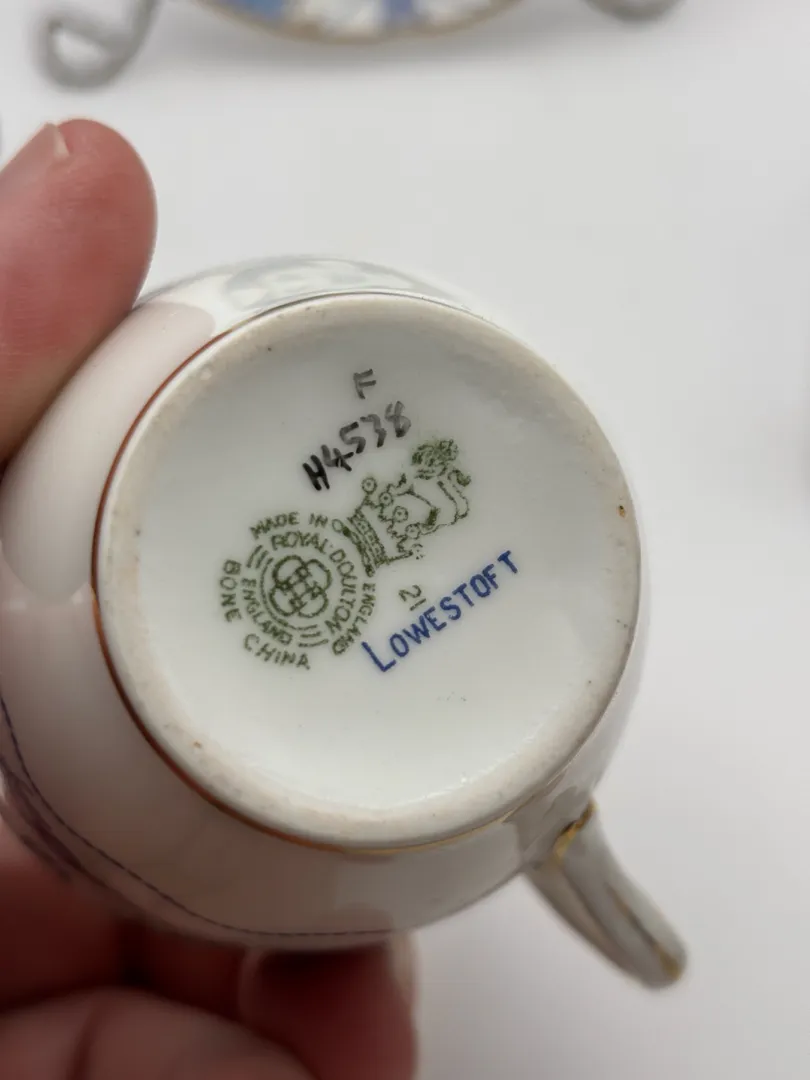 F
H4538
MADE IN ENGLAND
ROYAL DOULTON
ENGLAND
BONE CHINA
21
LOWESTOFT